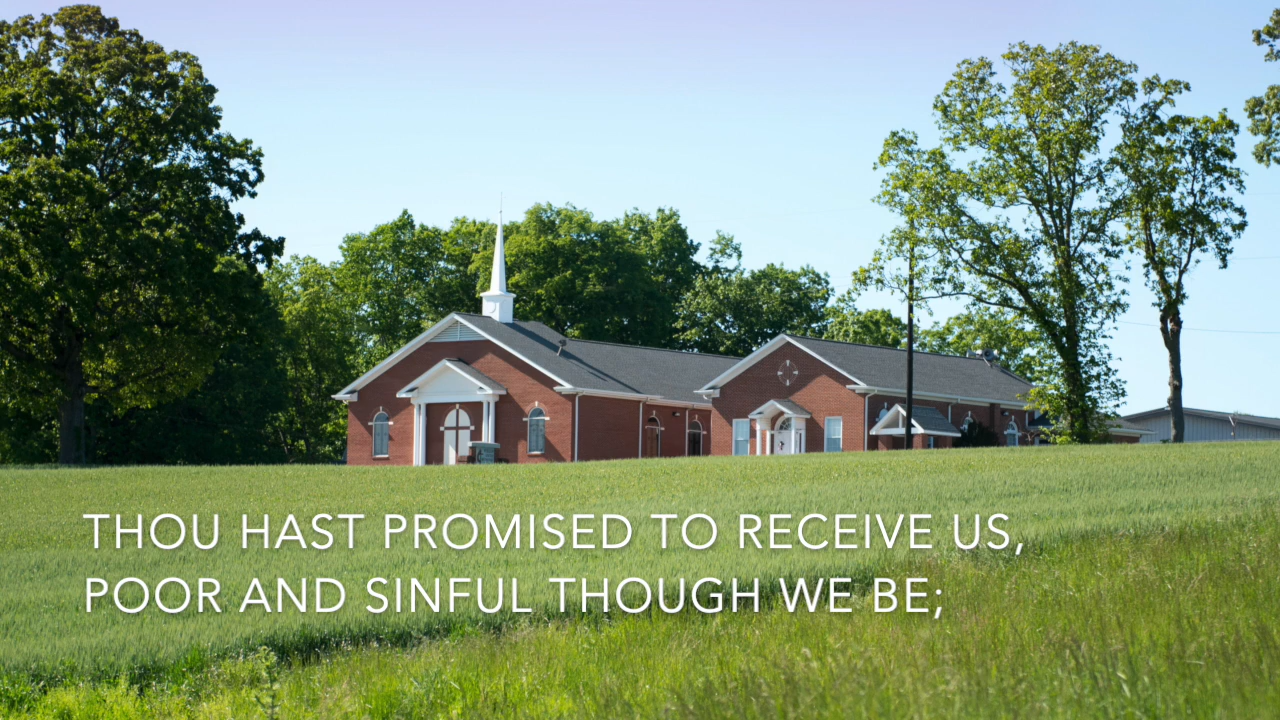 THOU HAST PROMISED TO RECEIVE US,
POOR AND SINFUL THOUGH WE BE;